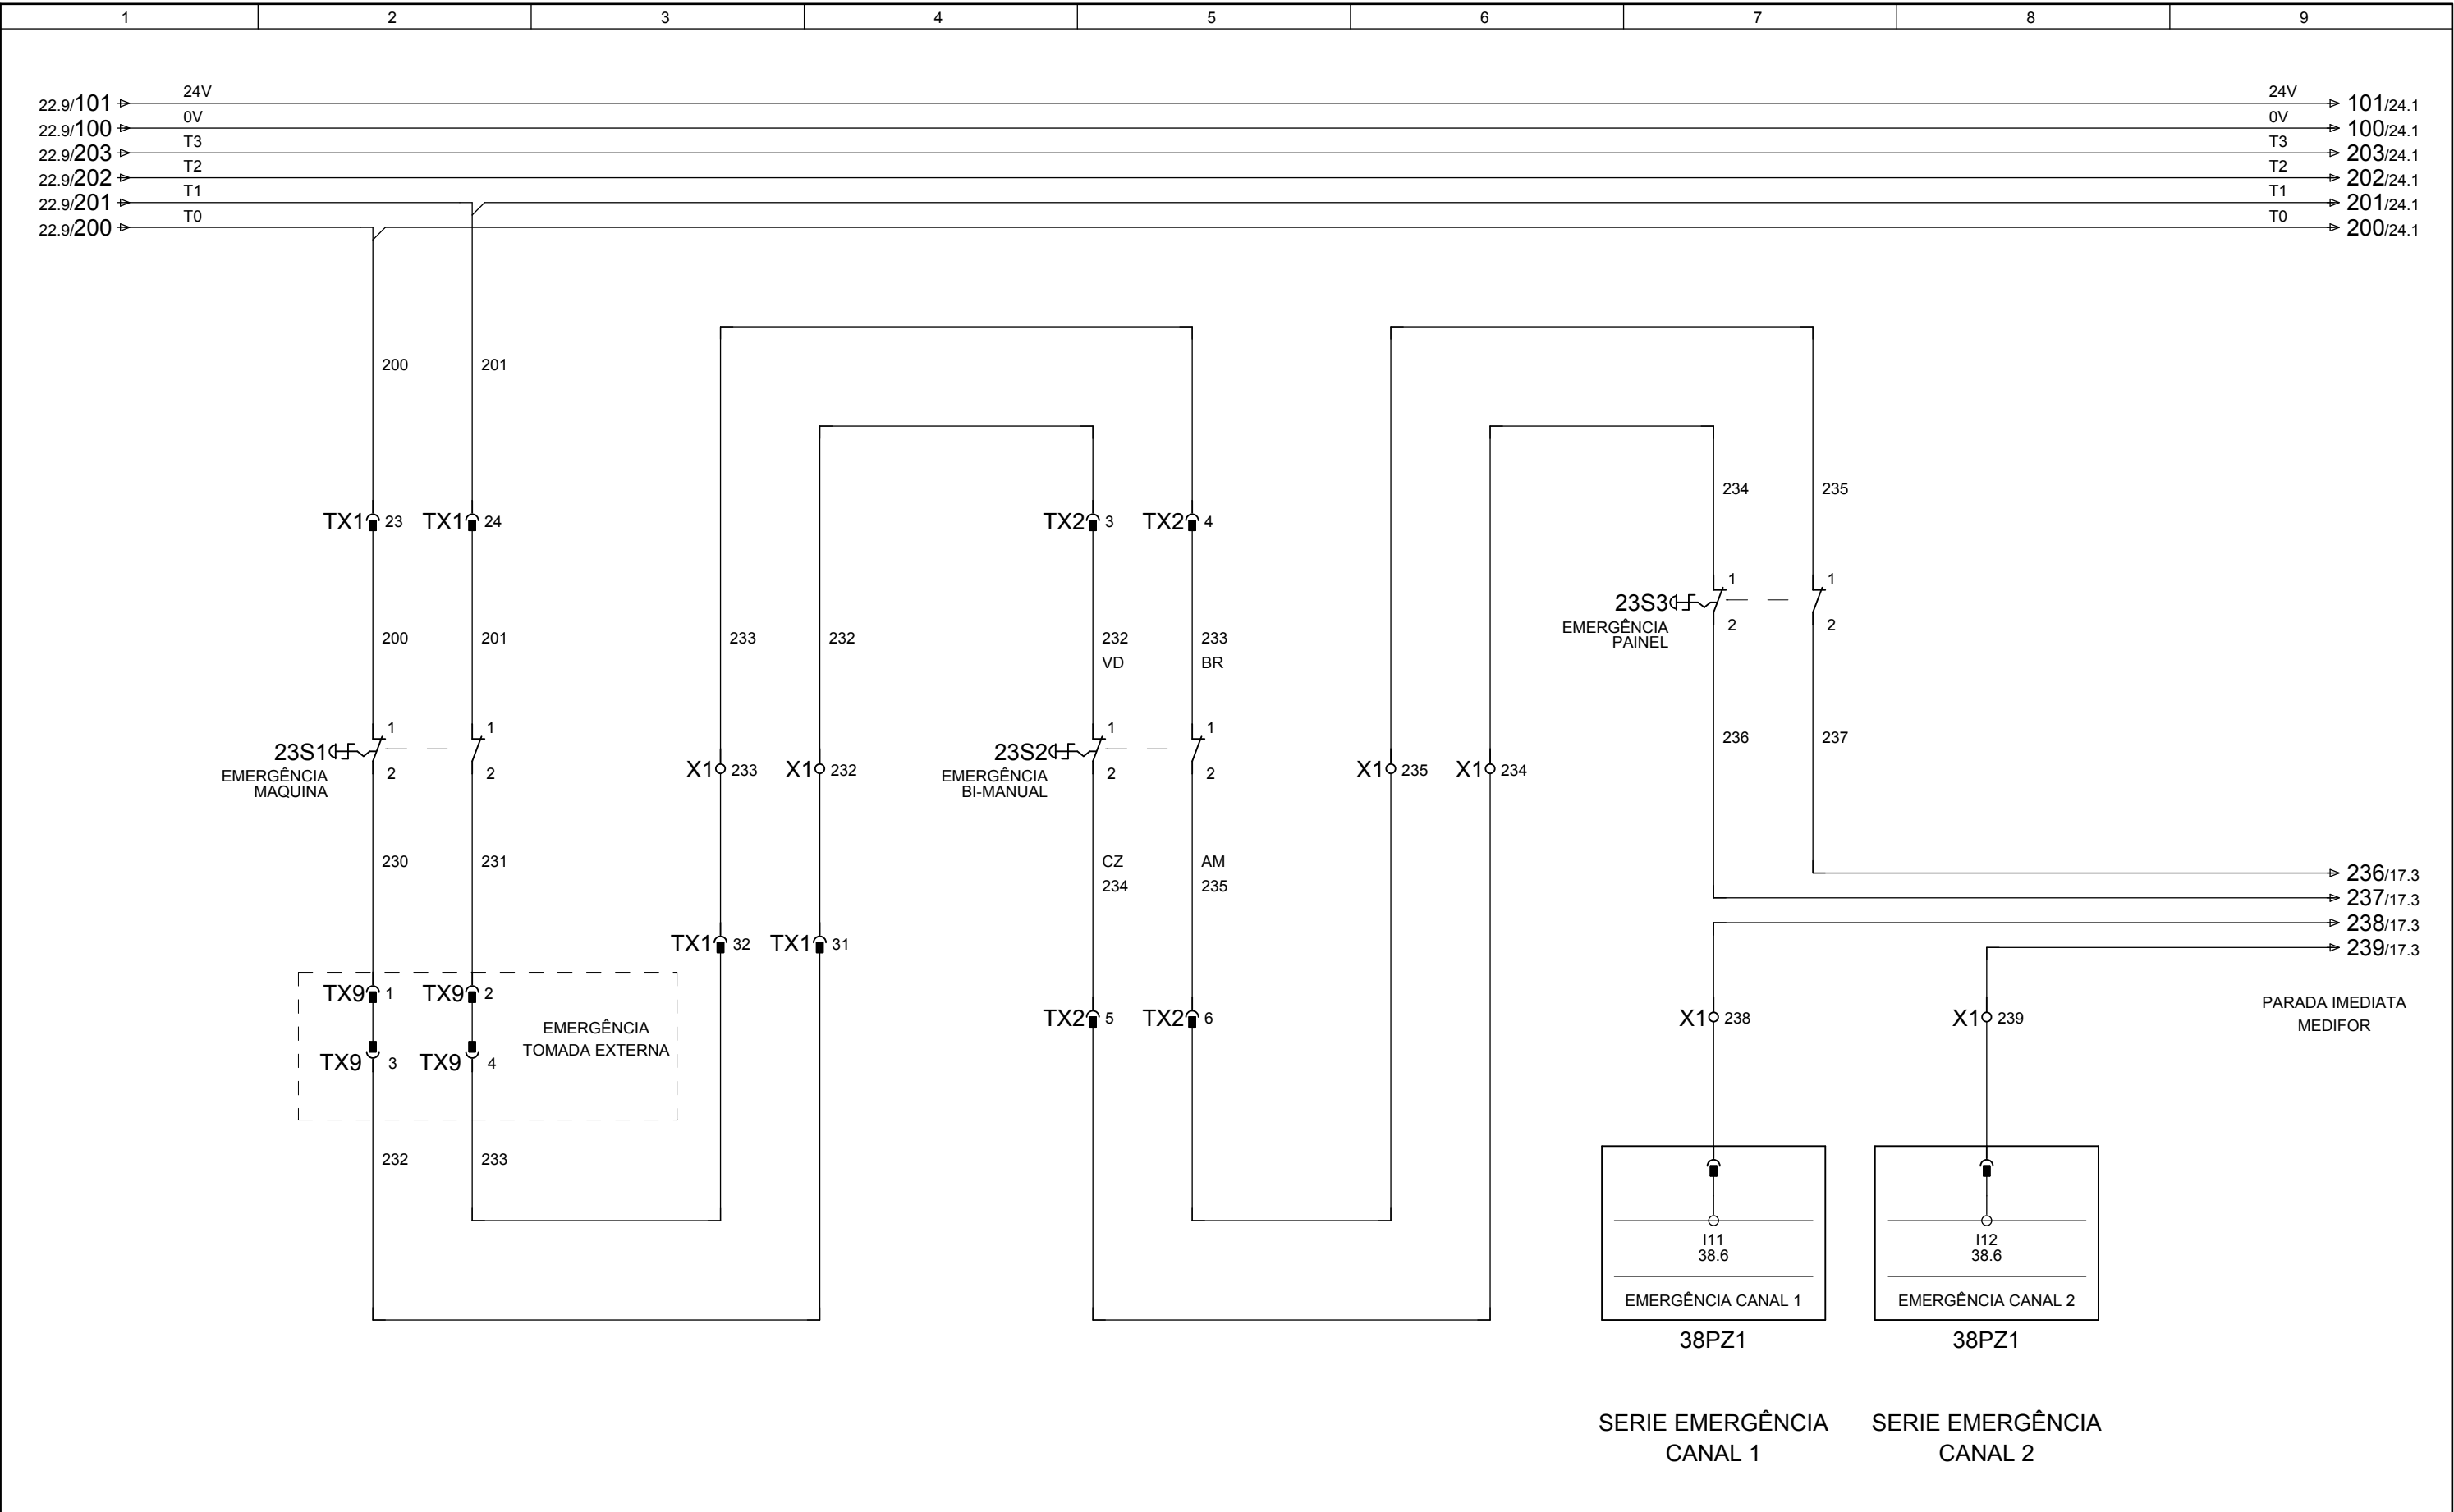 1 2 3 4 5 6 7 8 9
24V 24V
22.9/101 101/24.1
0V 0V
22.9/100 100/24.1
T3 T3
22.9/203 203/24.1
T2 T2
22.9/202 202/24.1
T1 T1
22.9/201 201/24.1
T0 T0
22.9/200 200/24.1
200 201
234 235
TX1 23 TX1 24 TX2 3 TX2 4
1 1
23S3
EMERGÊNCIA 2 2
PAINEL
200 201 233 232 232 233
VD BR
1 1 1 1
236 237
23S1 23S2
2 2 X1 233 X1 232 2 2 X1 235 X1 234
EMERGÊNCIA EMERGÊNCIA
MAQUINA BI-MANUAL
230 231 CZ AM
236/17.3
234 235
237/17.3
238/17.3
TX1 32 TX1 31
239/17.3
TX9 1 TX9 2
PARADA IMEDIATA
TX2 5 TX2 6 X1 238 X1 239
MEDIFOR
EMERGÊNCIA
TOMADA EXTERNA
TX9 3 TX9 4
232 233
I11 I12
38.6 38.6
EMERGÊNCIA CANAL 1 EMERGÊNCIA CANAL 2
38PZ1 38PZ1
SERIE EMERGÊNCIA SERIE EMERGÊNCIA
CANAL 1 CANAL 2